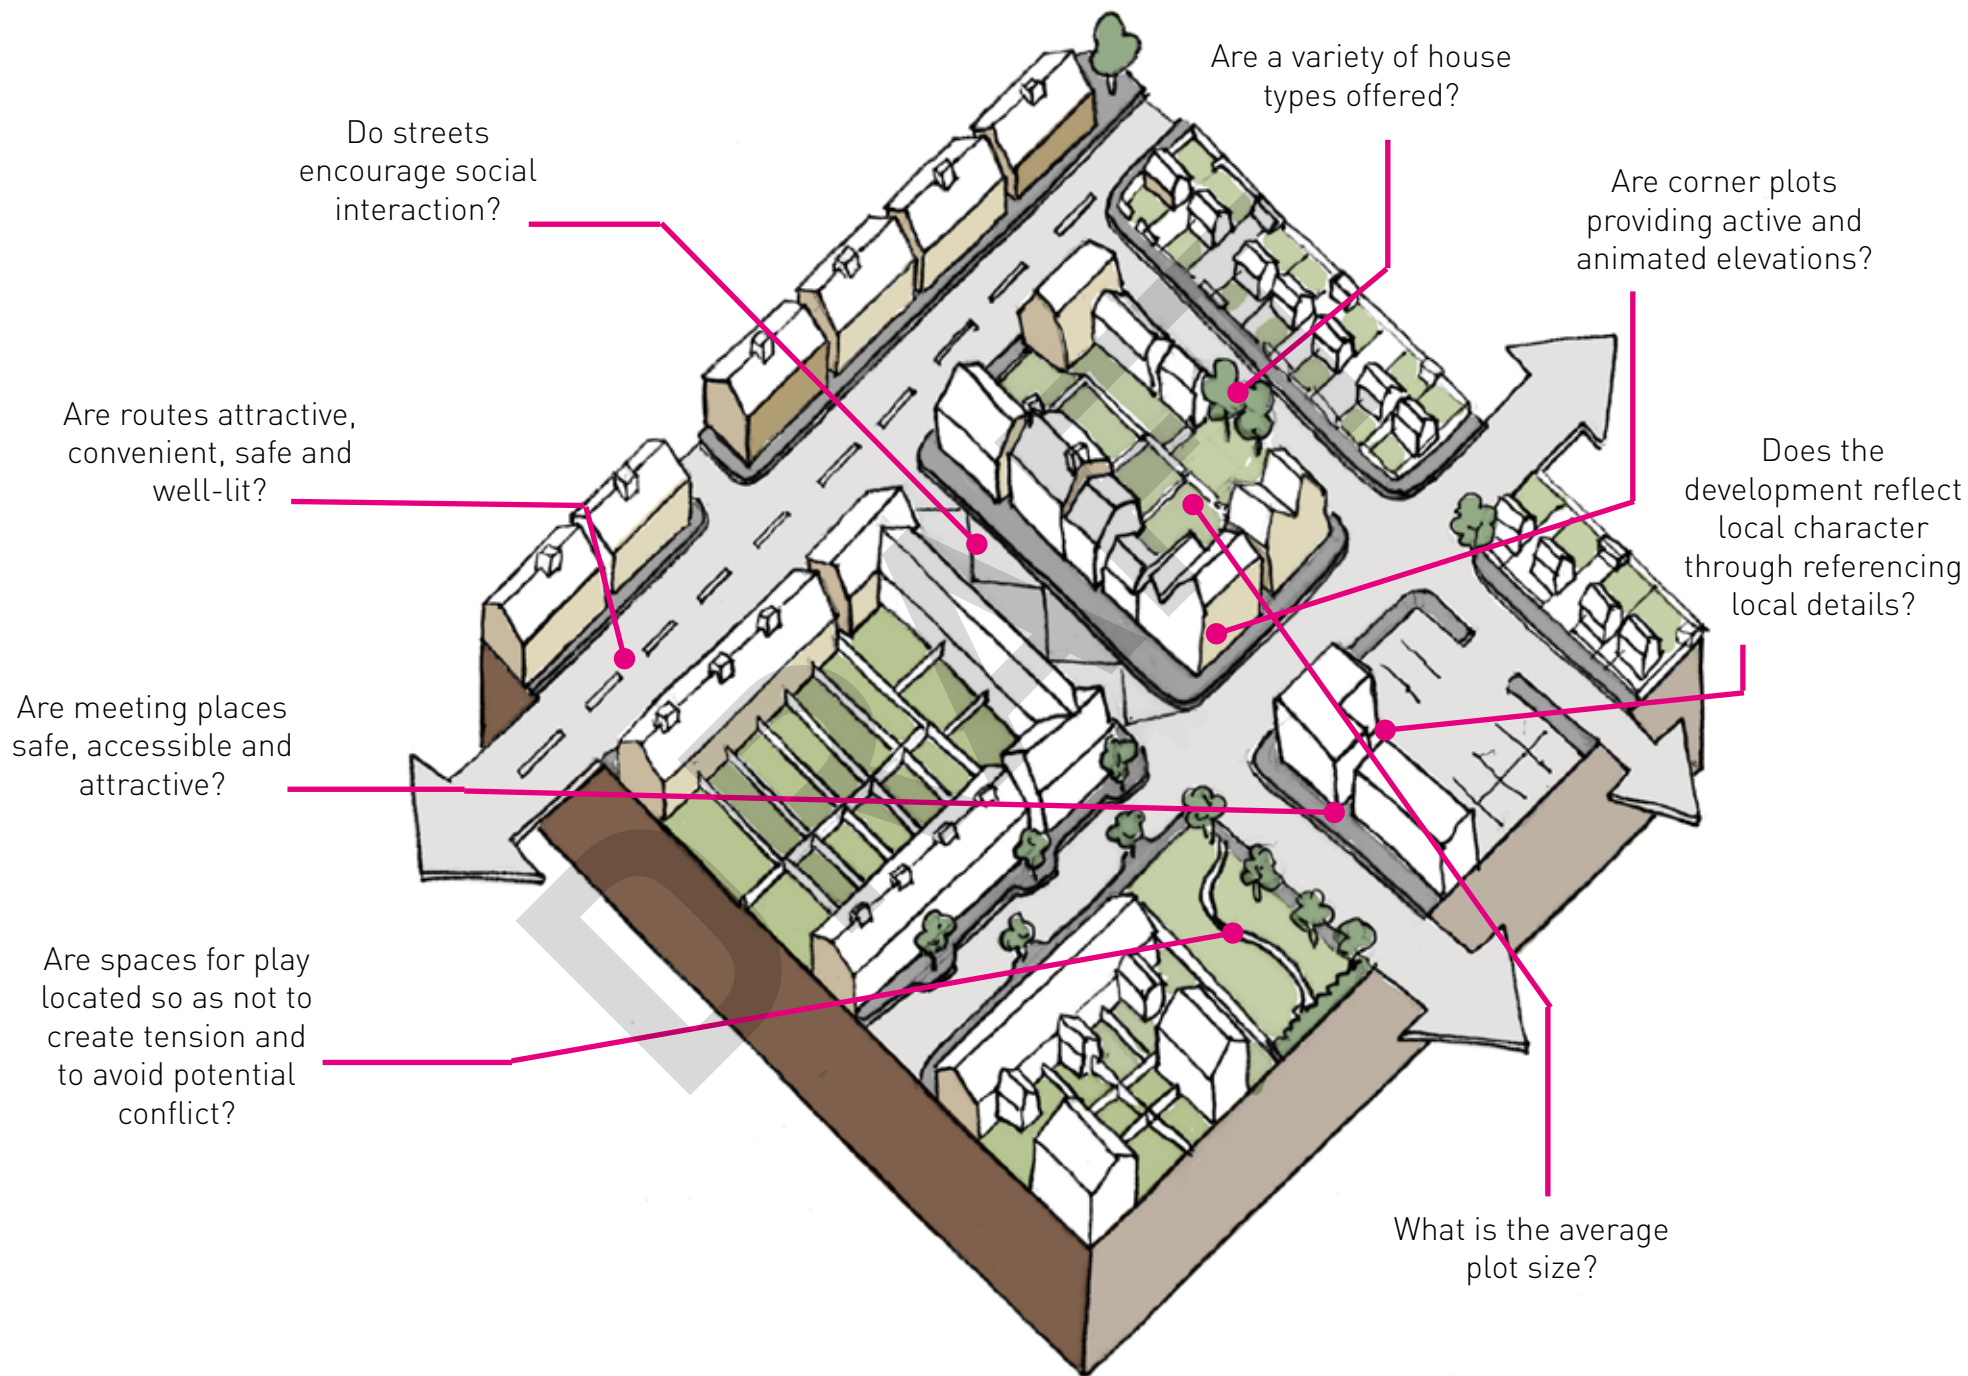 Are a variety of house
types offered?
Do streets
encourage social
interaction?
Are corner plots
providing active and
animated elevations?
Are routes attractive,
convenient, safe and
well-lit?
Does the
development reflect
local character
through referencing
local details?
Are meeting places
safe, accessible and
attractive?
Are spaces for play
located so as not to
create tension and
to avoid potential
conflict?
What is the average
plot size?
DRAFT